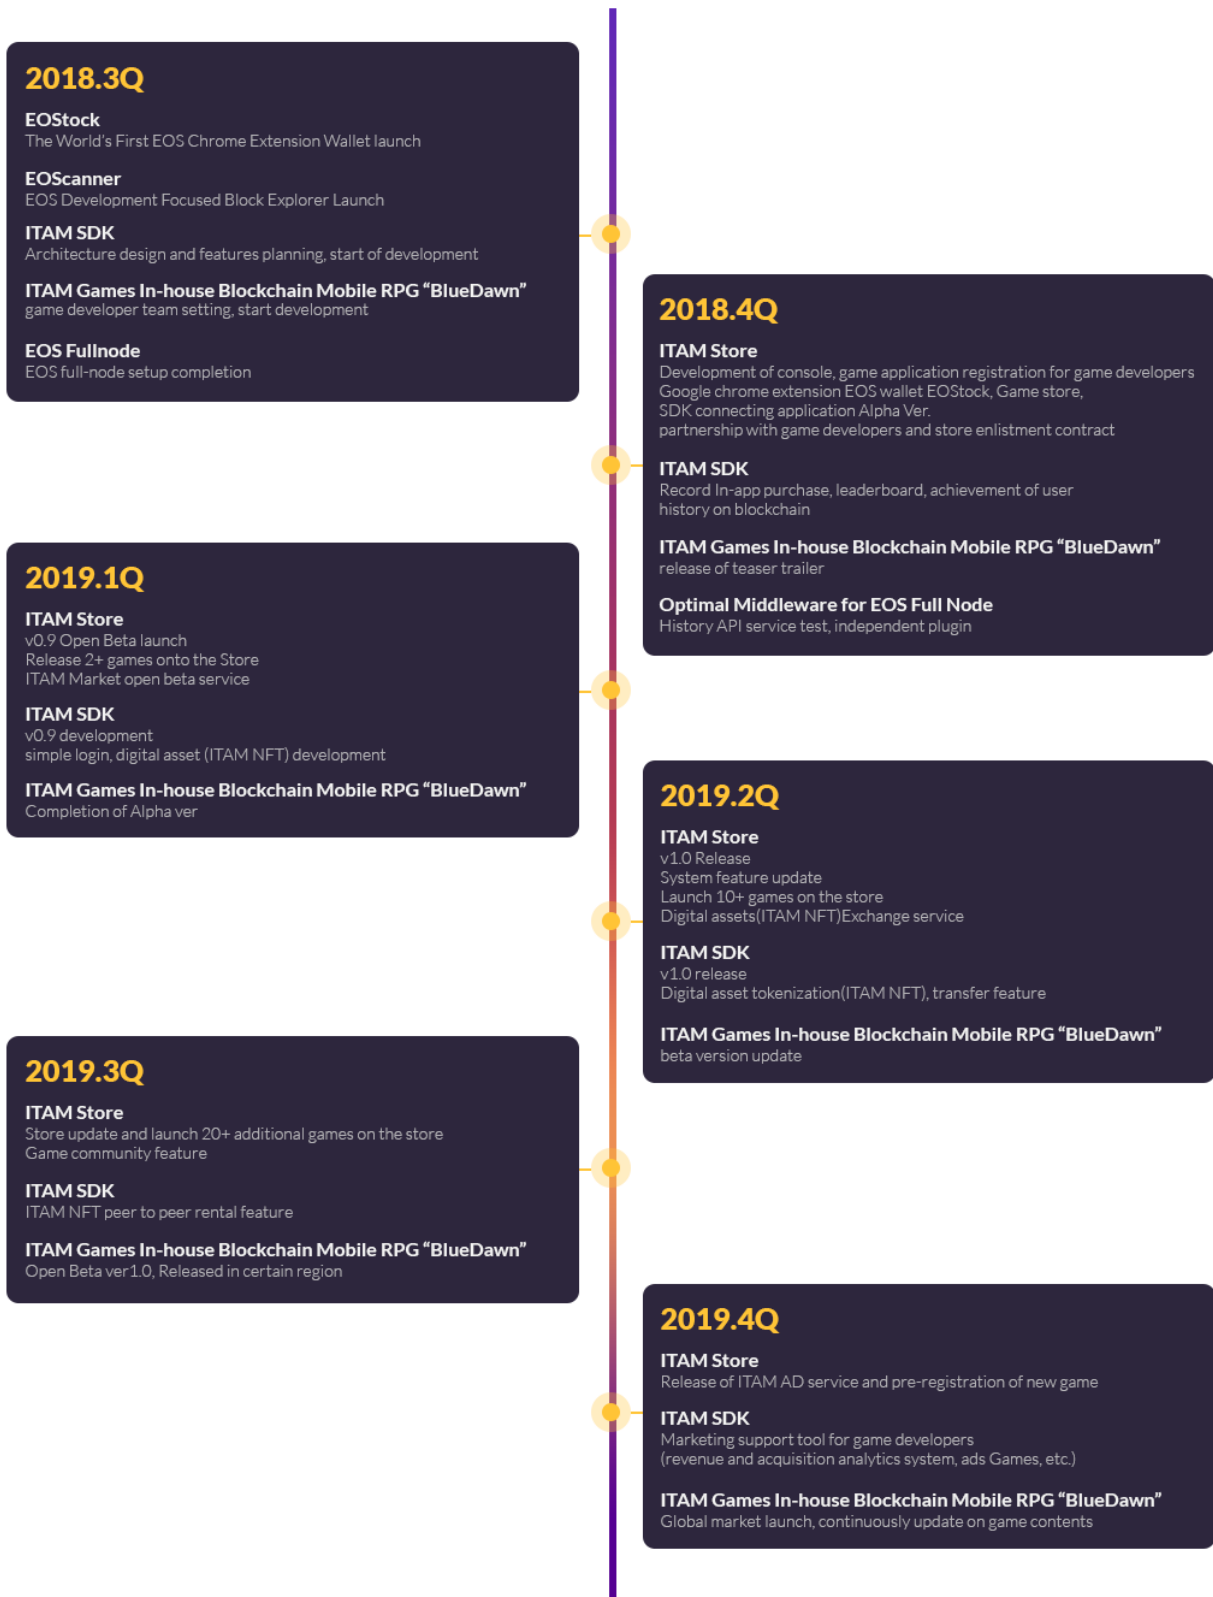 2018.3Q
EOStock
The World's First EOS Chrome Extension Wallet launch
EOScanner
EOS Development Focused Block Explorer Launch
ITAM SDK
Architecture design and features planning, start of development
ITAM Games In-house Blockchain Mobile RPG “BlueDawn”
game developer team setting, start development
EOS Fullnode
EOS full-node setup completion
2018.4Q
ITAM Store
Development of console, game application registration for game developers
Google chrome extension EOS wallet EOStock, Game store,
SDK connecting application Alpha Ver.
partnership with game developers and store enlistment contract
ITAM SDK
Record In-app purchase, leaderboard, achievement of user
history on blockchain
ITAM Games In-house Blockchain Mobile RPG “BlueDawn”
release of teaser trailer
Optimal Middleware for EOS Full Node
History API service test, independent plugin
2019.1Q
ITAM Store
v0.9 Open Beta launch
Release 2+ games onto the Store
ITAM Market open beta service
ITAM SDK
v0.9 development
simple login, digital asset (ITAM NFT) development
ITAM Games In-house Blockchain Mobile RPG “BlueDawn”
Completion of Alpha ver
2019.2Q
ITAM Store
v1.0 Release
System feature update
Launch 10+ games on the store
Digital assets(ITAM NFT)Exchange service
ITAM SDK
v1.0 release
Digital asset tokenization(ITAM NFT), transfer feature
ITAM Games In-house Blockchain Mobile RPG “BlueDawn”
beta version update
2019.3Q
ITAM Store
Store update and launch 20+ additional games on the store
Game community feature
ITAM SDK
ITAM NFT peer to peer rental feature
ITAM Games In-house Blockchain Mobile RPG “BlueDawn”
Open Beta ver1.0, Released in certain region
2019.4Q
ITAM Store
Release of ITAM AD service and pre-registration of new game
ITAM SDK
Marketing support tool for game developers
(revenue and acquisition analytics system, ads Games, etc.)
ITAM Games In-house Blockchain Mobile RPG “BlueDawn”
Global market launch, continuously update on game contents